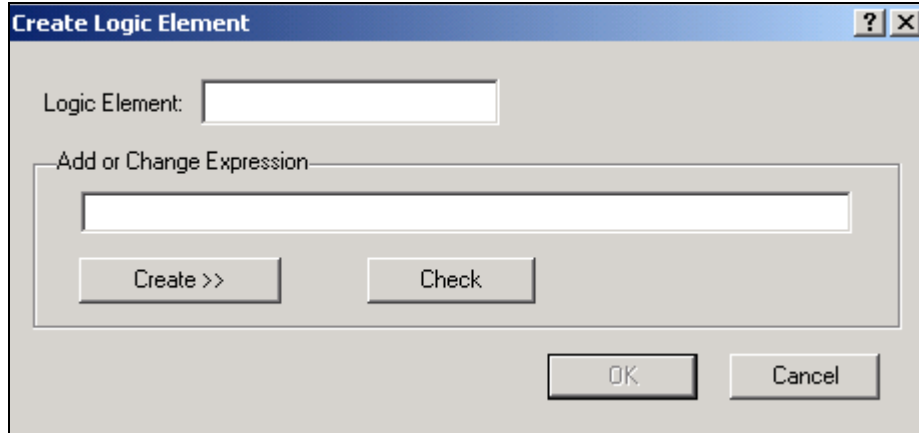 Create Logic Element
Logic Element:
Add or Change Expression
Create >>
Check
OK
Cancel